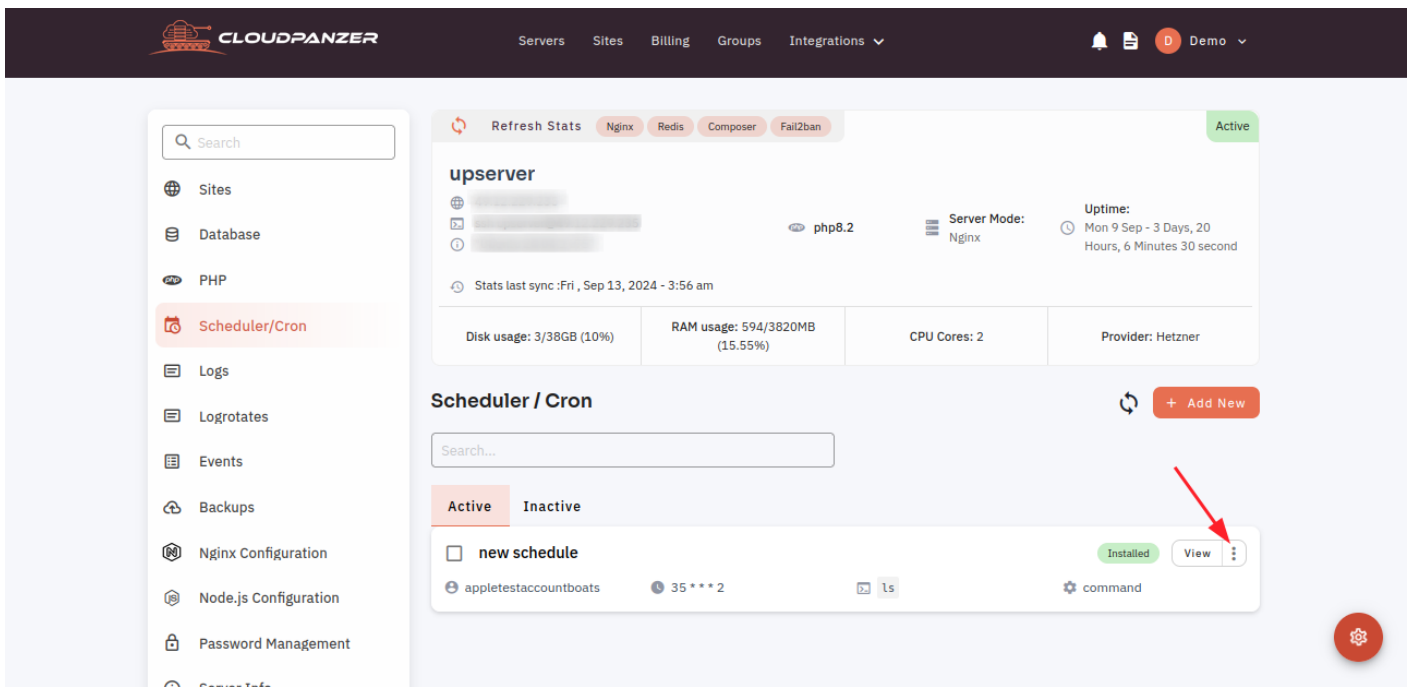 CLOUDPANZER
Servers Sites Billing Groups Integrations
D Demo
Search
Sites
Database
php PHP
Scheduler/Cron
Logs
Logrotates
Events
Backups
Nginx Configuration
Node.js Configuration
Password Management
Server Info
Refresh Stats Nginx Redis Composer Fail2ban Active
upserver
php php8.2
Server Mode:
Nginx
Uptime:
Mon 9 Sep - 3 Days, 20
Hours, 6 Minutes 30 second
Stats last sync :Fri , Sep 13, 2024 - 3:56 am
Disk usage: 3/38GB (10%)
RAM usage: 594/3820MB
(15.55%)
CPU Cores: 2
Provider: Hetzner
Scheduler / Cron
+ Add New
Search...
Active Inactive
new schedule Installed View
appletestaccountboats 35 * * * 2 ls command